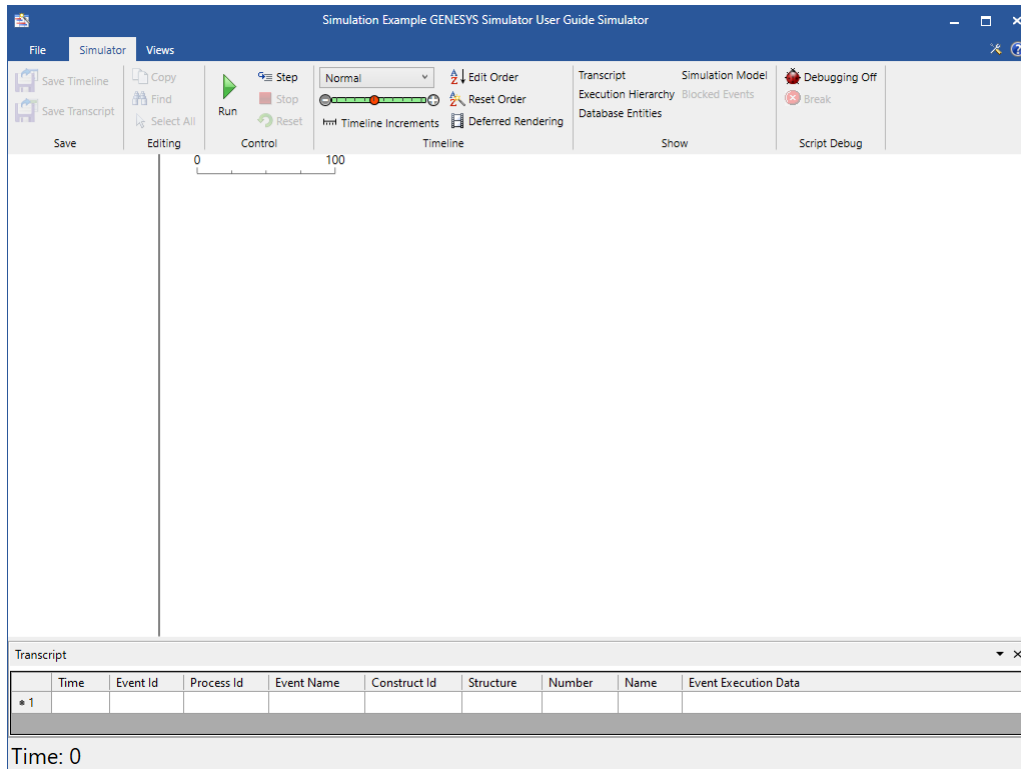 Simulation Example GENESYS Simulator User Guide Simulator
File Simulator Views
Save Timeline
Save Transcript
Save
Copy
Find
Select All
Editing
Run
Step
Stop
Reset
Control
Normal
Timeline Increments
Edit Order
Reset Order
Deferred Rendering
Timeline
Transcript Simulation Model
Execution Hierarchy Blocked Events
Database Entities
Show
Debugging Off
Break
Script Debug
0 100
Transcript
Time Event Id Process Id Event Name Construct Id Structure Number Name Event Execution Data
* 1
Time: 0